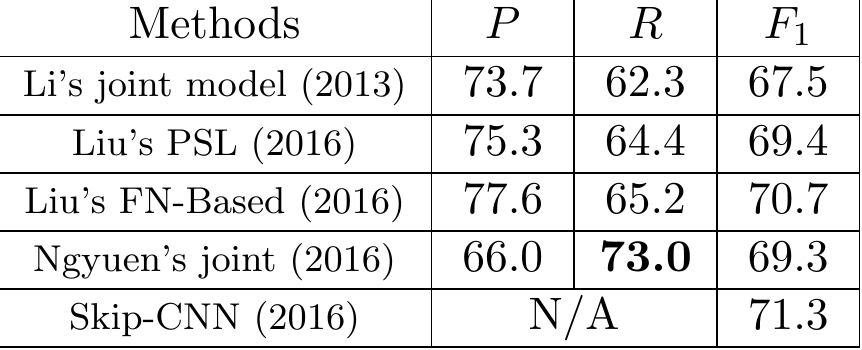 Methods P R F1
Li's joint model (2013) 73.7 62.3 67.5
Liu's PSL (2016) 75.3 64.4 69.4
Liu's FN-Based (2016) 77.6 65.2 70.7
Ngyuen's joint (2016) 66.0 73.0 69.3
Skip-CNN (2016) N/A 71.3